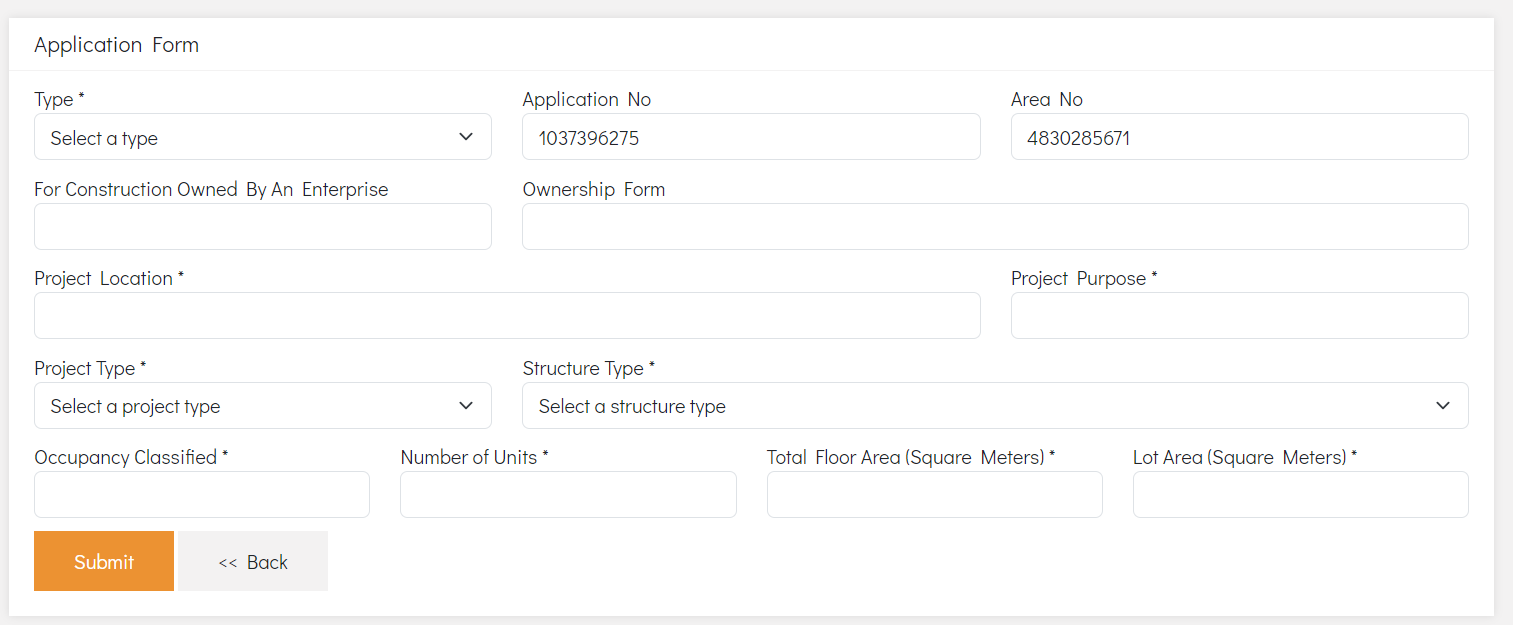 Application Form
Type * Application No Area No
Select a type 1037396275 4830285671
For Construction Owned By An Enterprise Ownership Form
Project Location * Project Purpose *
Project Type * Structure Type *
Select a project type Select a structure type
Occupancy Classified * Number of Units * Total Floor Area (Square Meters) * Lot Area (Square Meters) *
Submit << Back